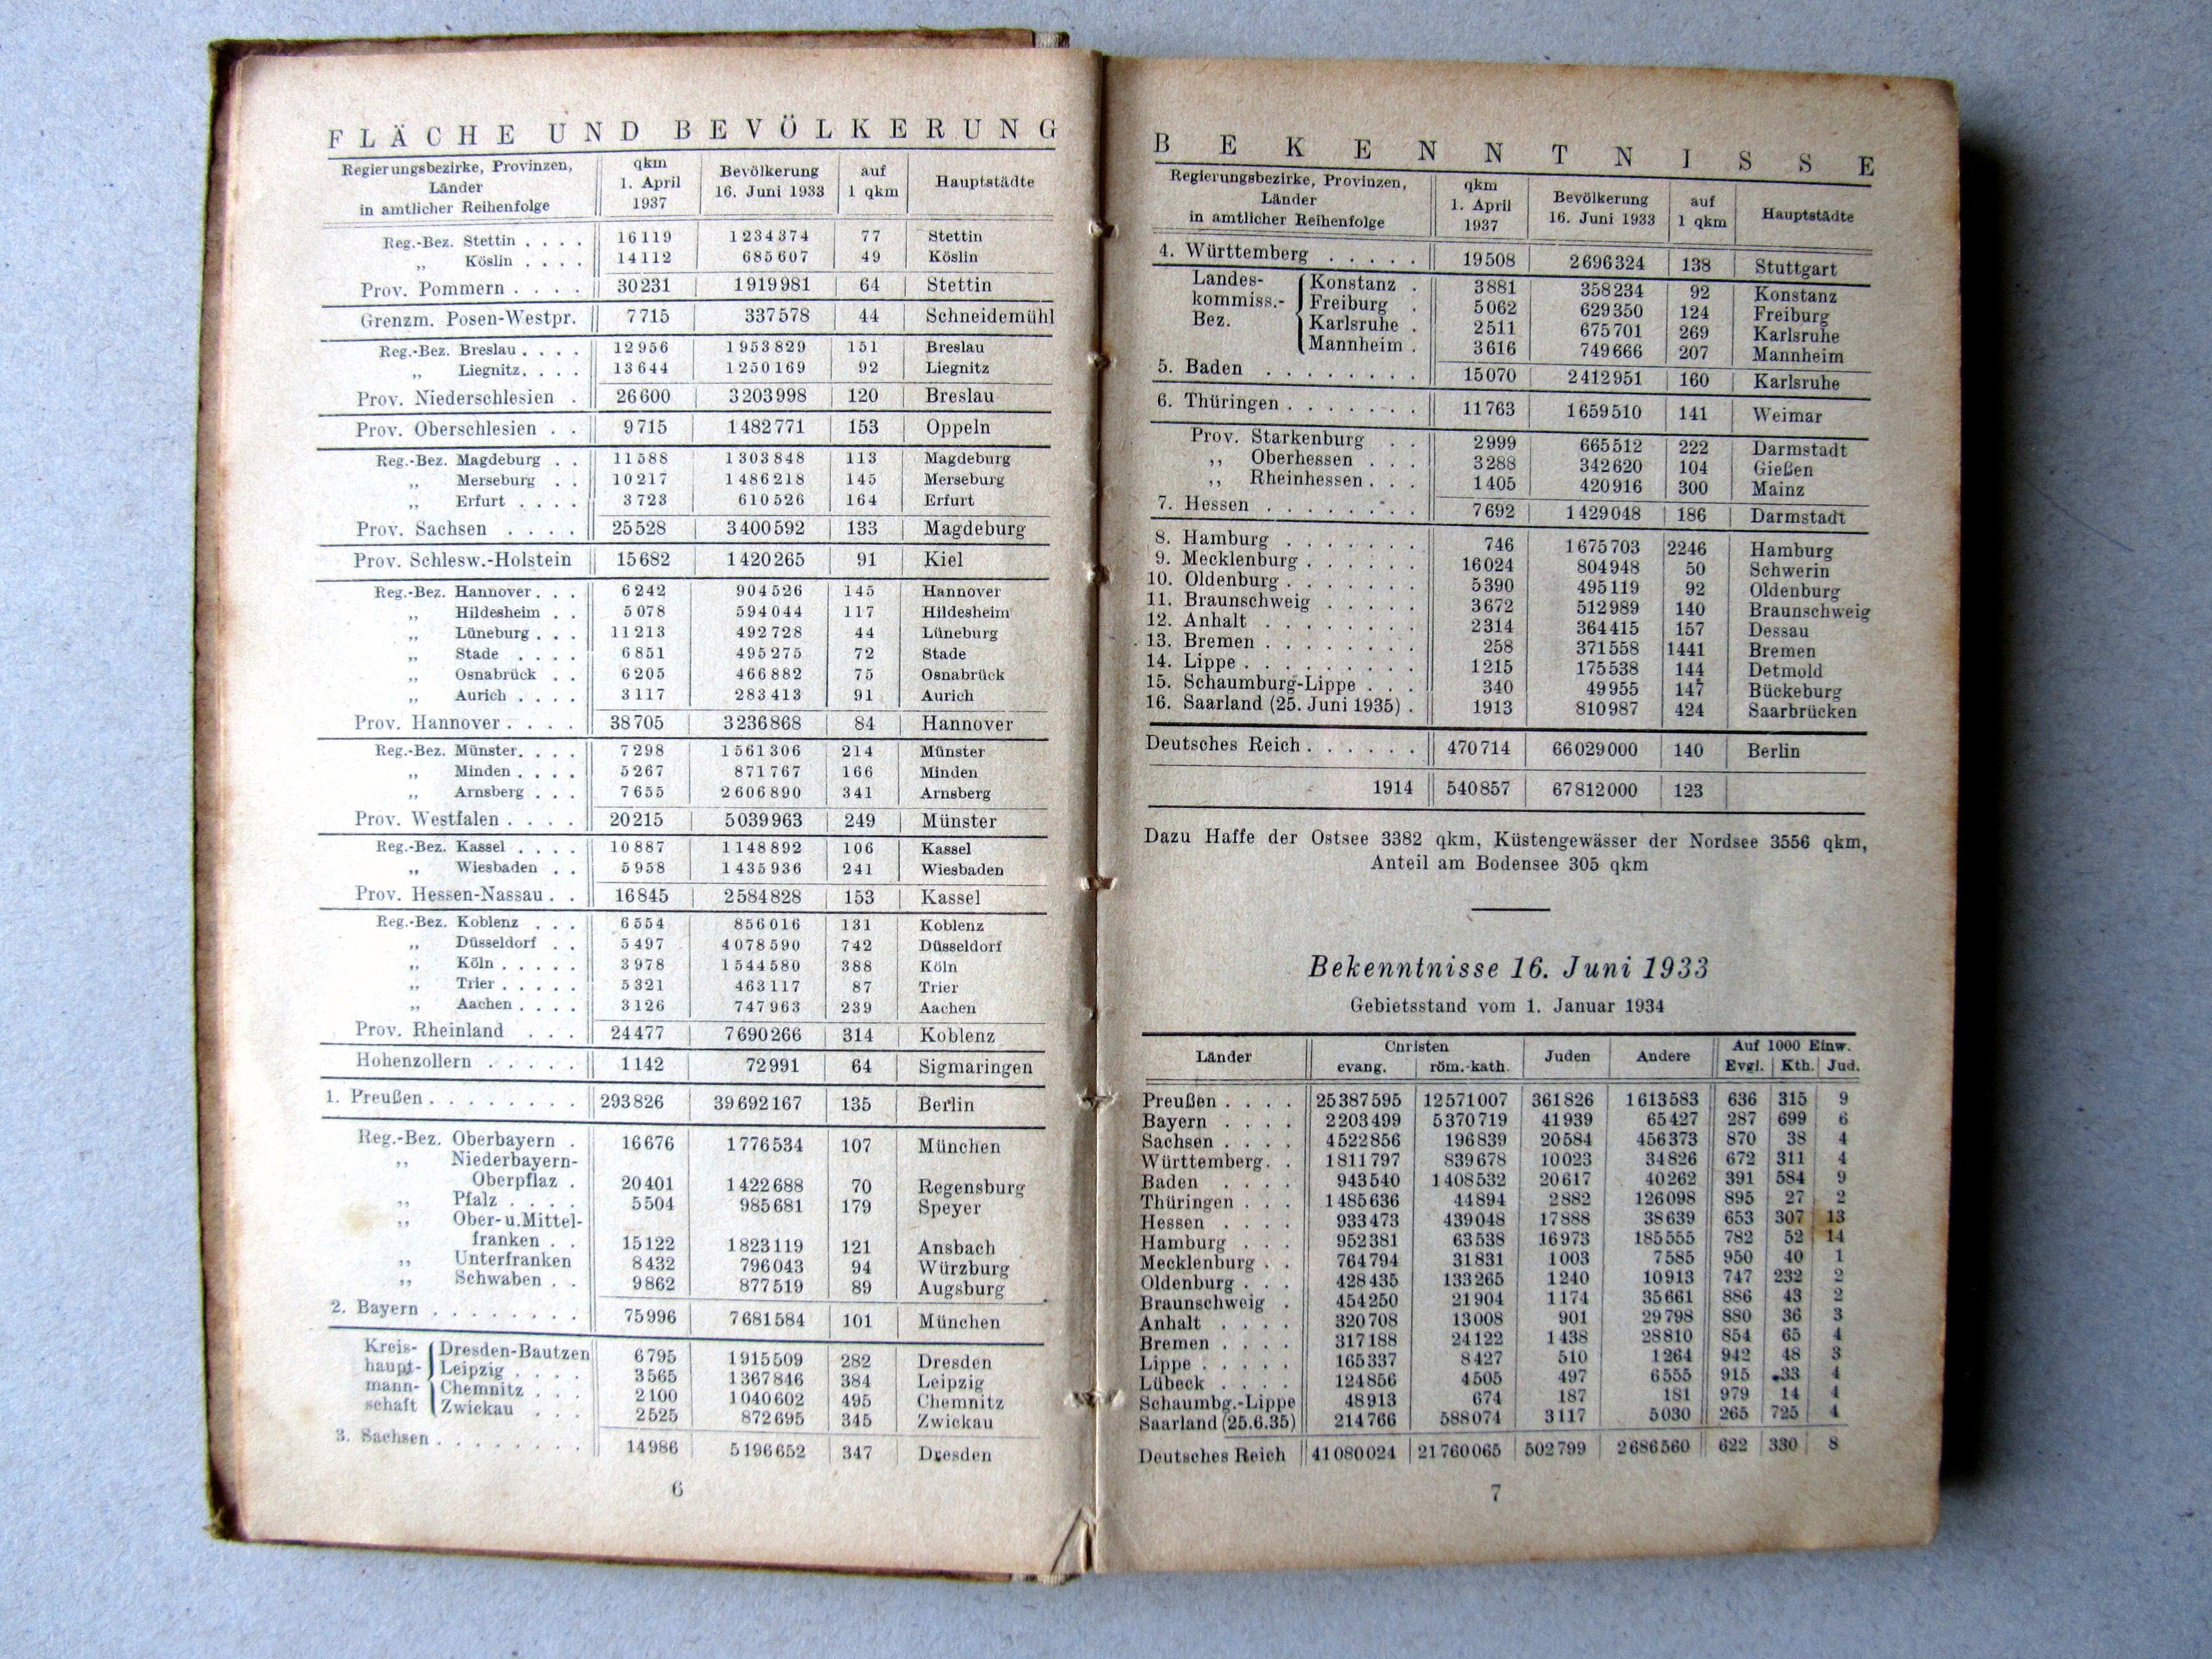 FLÄCHE UND BEVÖLKERUNG
Regierungsbezirke, Provinzen, Länder in amtlicher Reihenfolge | qkm 1. April 1937 | Bevölkerung 16. Juni 1933 | auf 1 qkm | Hauptstädte
Reg.-Bez. Stettin . . . . 16119 1234374 77 Stettin
„ Köslin . . . . 14112 685607 49 Köslin
Prov. Pommern . . . . 30231 1919981 64 Stettin
Grenzm. Posen-Westpr. 7715 337578 44 Schneidemühl
Reg.-Bez. Breslau . . . . 12956 1953829 151 Breslau
„ Liegnitz. . . . 13644 1250169 92 Liegnitz
Prov. Niederschlesien . 26600 3203998 120 Breslau
Prov. Oberschlesien . . 9715 1482771 153 Oppeln
Reg.-Bez. Magdeburg . . 11588 1303848 113 Magdeburg
„ Merseburg . . 10217 1486218 145 Merseburg
„ Erfurt . . . . 3723 610526 164 Erfurt
Prov. Sachsen . . . . 25528 3400592 133 Magdeburg
Prov. Schlesw.-Holstein 15682 1420265 91 Kiel
Reg.-Bez. Hannover . . . 6242 904526 145 Hannover
„ Hildesheim . . 5078 594044 117 Hildesheim
„ Lüneburg . . . 11213 492728 44 Lüneburg
„ Stade . . . . 6851 495275 72 Stade
„ Osnabrück . . 6205 466882 75 Osnabrück
„ Aurich . . . . 3117 283413 91 Aurich
Prov. Hannover . . . . 38705 3236868 84 Hannover
Reg.-Bez. Münster. . . . 7298 1561306 214 Münster
„ Minden . . . . 5267 871767 166 Minden
„ Arnsberg . . . 7655 2606890 341 Arnsberg
Prov. Westfalen . . . . 20215 5039963 249 Münster
Reg.-Bez. Kassel . . . . 10887 1148892 106 Kassel
„ Wiesbaden . . 5958 1435936 241 Wiesbaden
Prov. Hessen-Nassau . . 16845 2584828 153 Kassel
Reg.-Bez. Koblenz . . . 6554 856016 131 Koblenz
„ Düsseldorf . . 5497 4078590 742 Düsseldorf
„ Köln . . . . . 3978 1544580 388 Köln
„ Trier . . . . . 5321 463117 87 Trier
„ Aachen . . . . 3126 747963 239 Aachen
Prov. Rheinland . . . 24477 7690266 314 Koblenz
Hohenzollern . . . . . 1142 72991 64 Sigmaringen
1. Preußen . . . . . . . . 293826 39692167 135 Berlin
Reg.-Bez. Oberbayern . 16676 1776534 107 München
„ Niederbayern-
Oberpflaz . 20401 1422688 70 Regensburg
„ Pfalz . . . . 5504 985681 179 Speyer
„ Ober- u.Mittel-
franken . . 15122 1823119 121 Ansbach
„ Unterfranken 8432 796043 94 Würzburg
„ Schwaben . . 9862 877519 89 Augsburg
2. Bayern . . . . . . . . 75996 7681584 101 München
Kreis- Dresden-Bautzen 6795 1915509 282 Dresden
haupt- Leipzig . . . . 3565 1367846 384 Leipzig
mann- Chemnitz . . . 2100 1040602 495 Chemnitz
schaft Zwickau . . . 2525 872695 345 Zwickau
3. Sachsen . . . . . . . . 14986 5196652 347 Dresden
6
BEKENNTNISSE
Regierungsbezirke, Provinzen, Länder in amtlicher Reihenfolge | qkm 1. April 1937 | Bevölkerung 16. Juni 1933 | auf 1 qkm | Hauptstädte
4. Württemberg . . . . . 19508 2696324 138 Stuttgart
Landes- Konstanz . 3881 358234 92 Konstanz
kommiss.- Freiburg . 5062 629350 124 Freiburg
Bez. Karlsruhe . 2511 675701 269 Karlsruhe
Mannheim . 3616 749666 207 Mannheim
5. Baden . . . . . . . . 15070 2412951 160 Karlsruhe
6. Thüringen . . . . . . . 11763 1659510 141 Weimar
Prov. Starkenburg . . 2999 665512 222 Darmstadt
„ Oberhessen . . . 3288 342620 104 Gießen
„ Rheinhessen . . . 1405 420916 300 Mainz
7. Hessen . . . . . . . . 7692 1429048 186 Darmstadt
8. Hamburg . . . . . . . 746 1675703 2246 Hamburg
9. Mecklenburg . . . . . . 16024 804948 50 Schwerin
10. Oldenburg . . . . . . . 5390 495119 92 Oldenburg
11. Braunschweig . . . . . 3672 512989 140 Braunschweig
12. Anhalt . . . . . . . . 2314 364415 157 Dessau
13. Bremen . . . . . . . . 258 371558 1441 Bremen
14. Lippe . . . . . . . . . 1215 175538 144 Detmold
15. Schaumburg-Lippe . . . 340 49955 147 Bückeburg
16. Saarland (25. Juni 1935) . 1913 810987 424 Saarbrücken
Deutsches Reich . . . . . . 470714 66029000 140 Berlin
1914 540857 67812000 123
Dazu Haffe der Ostsee 3382 qkm, Küstengewässer der Nordsee 3556 qkm,
Anteil am Bodensee 305 qkm
Bekenntnisse 16. Juni 1933
Gebietsstand vom 1. Januar 1934
Länder | Christen evang. | röm.-kath. | Juden | Andere | Auf 1000 Einw. Evgl. | Kth. | Jud.
Preußen . . . . 25387595 12571007 361826 1613583 636 315 9
Bayern . . . . 2203499 5370719 41939 65427 287 699 6
Sachsen . . . . 4522856 196839 20584 456373 870 38 4
Württemberg. . 1811797 839678 10023 34826 672 311 4
Baden . . . . 943540 1408532 20617 40262 391 584 9
Thüringen . . . 1485636 44894 2882 126098 895 27 2
Hessen . . . . 933473 439048 17888 38639 653 307 13
Hamburg . . . 952381 63538 16973 185555 782 52 14
Mecklenburg . . 764794 31831 1003 7585 950 40 1
Oldenburg . . . 428435 133265 1240 10913 747 232 2
Braunschweig . 454250 21904 1174 35661 886 43 2
Anhalt . . . . 320708 13008 901 29798 880 36 3
Bremen . . . . 317188 24122 1438 28810 854 65 4
Lippe . . . . . 165337 8427 510 1264 942 48 3
Lübeck . . . . 124856 4505 497 6555 915 33 4
Schaumbg.-Lippe 48913 674 187 181 979 14 4
Saarland (25.6.35) 214766 588074 3117 5030 265 725 4
Deutsches Reich 41080024 21760065 502799 2686560 622 330 8
7